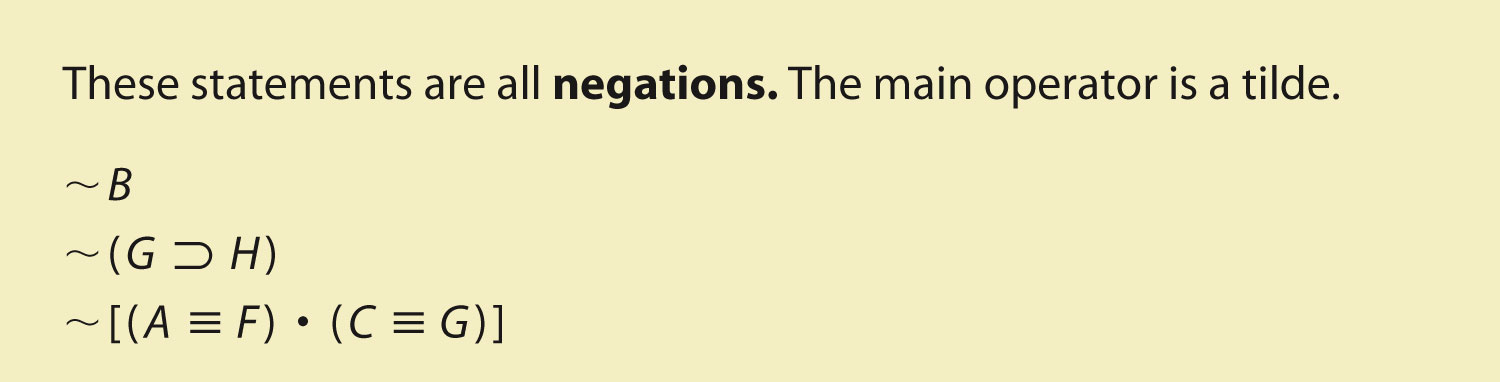 These statements are all negations. The main operator is a tilde.
∼B
∼(G ⊃ H)
∼[(A ≡ F) • (C ≡ G)]